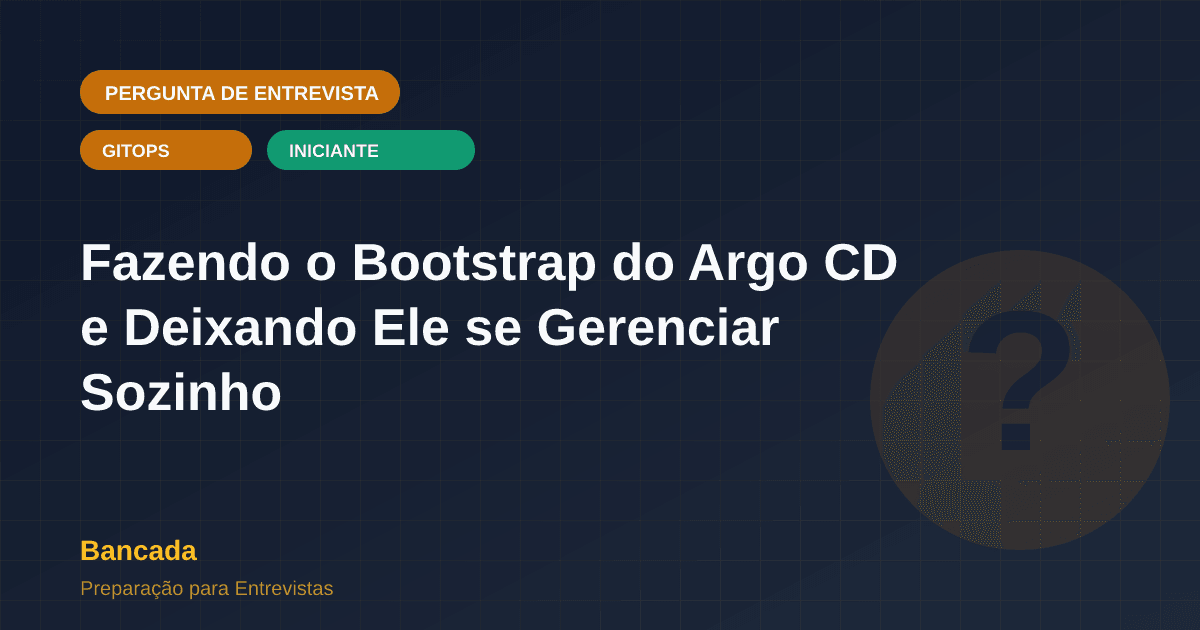 PERGUNTA DE ENTREVISTA
GITOPS
INICIANTE
Fazendo o Bootstrap do Argo CD
e Deixando Ele se Gerenciar
Sozinho
?
Bancada
Preparação para Entrevistas